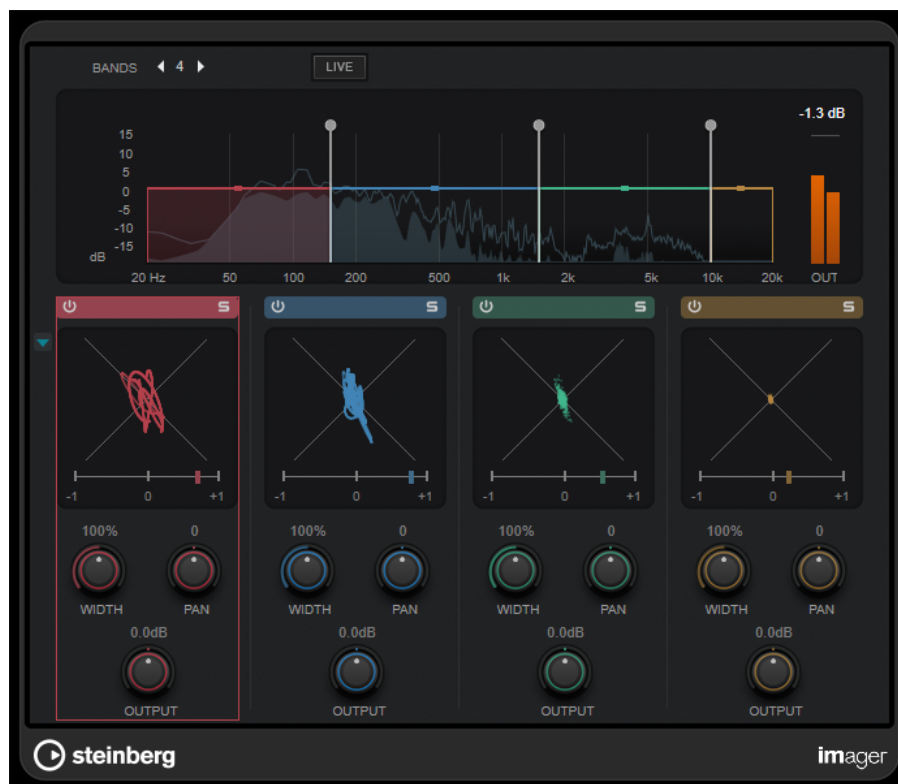 BANDS 4 LIVE
-1.3 dB
15
10
5
0
-5
-10
-15
dB
20 Hz 50 100 200 500 1k 2k 5k 10k 20k OUT
S S S S
-1 0 +1 -1 0 +1 -1 0 +1 -1 0 +1
100% 0 100% 0 100% 0 100% 0
WIDTH PAN WIDTH PAN WIDTH PAN WIDTH PAN
0.0dB 0.0dB 0.0dB 0.0dB
OUTPUT OUTPUT OUTPUT OUTPUT
steinberg imager